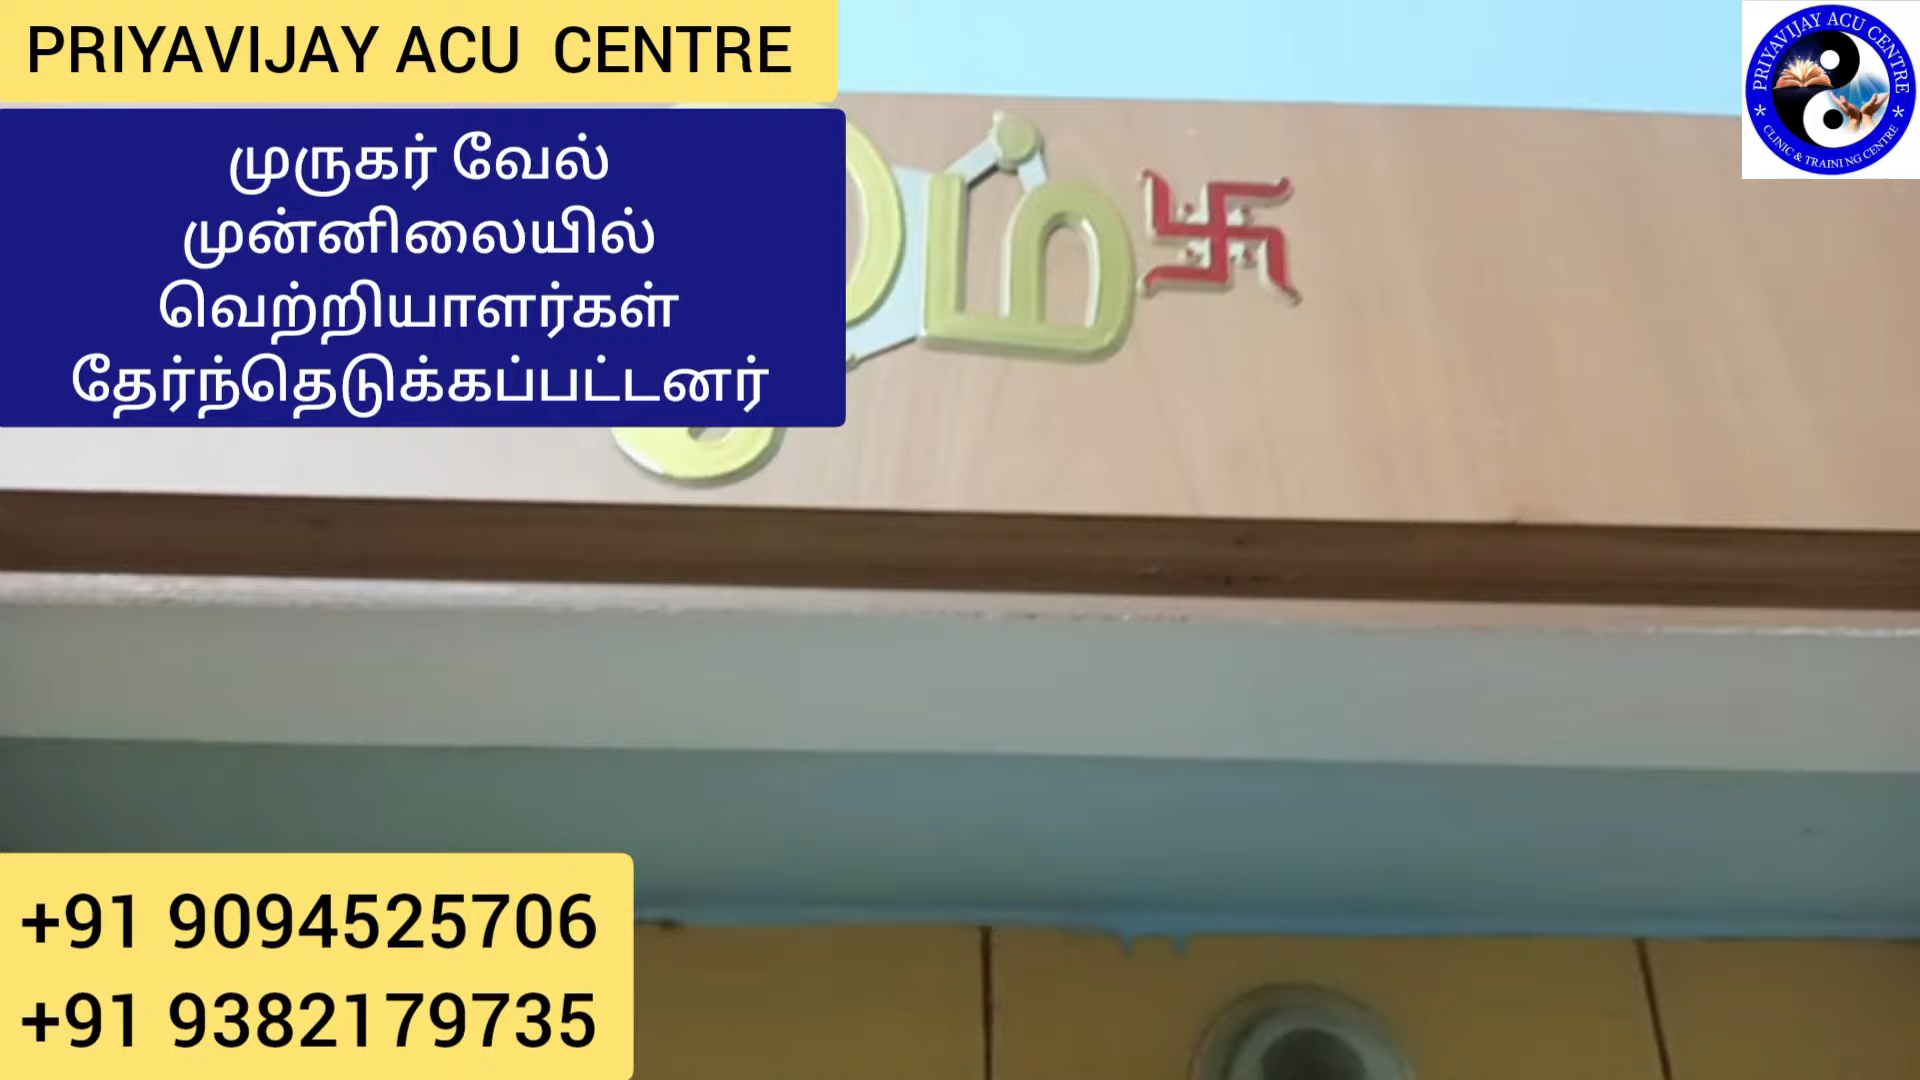 PRIYAVIJAY ACU CENTRE
முருகர் வேல்
முன்னிலையில்
வெற்றியாளர்கள்
தேர்ந்தெடுக்கப்பட்டனர்
+91 9094525706
+91 9382179735
PRIYAVIJAY ACU CENTRE
* CLINIC & TRAINING CENTRE *